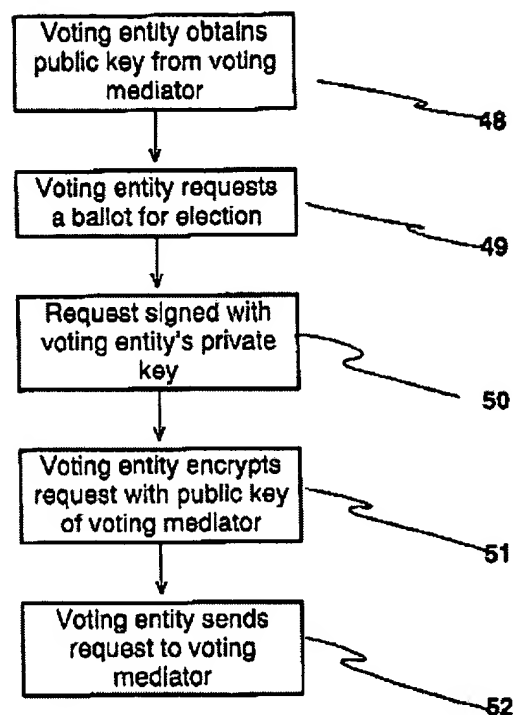 Voting entity obtains
public key from voting
mediator
48
Voting entity requests
a ballot for election
49
Request signed with
voting entity's private
key
50
Voting entity encrypts
request with public key
of voting mediator
51
Voting entity sends
request to voting
mediator
52